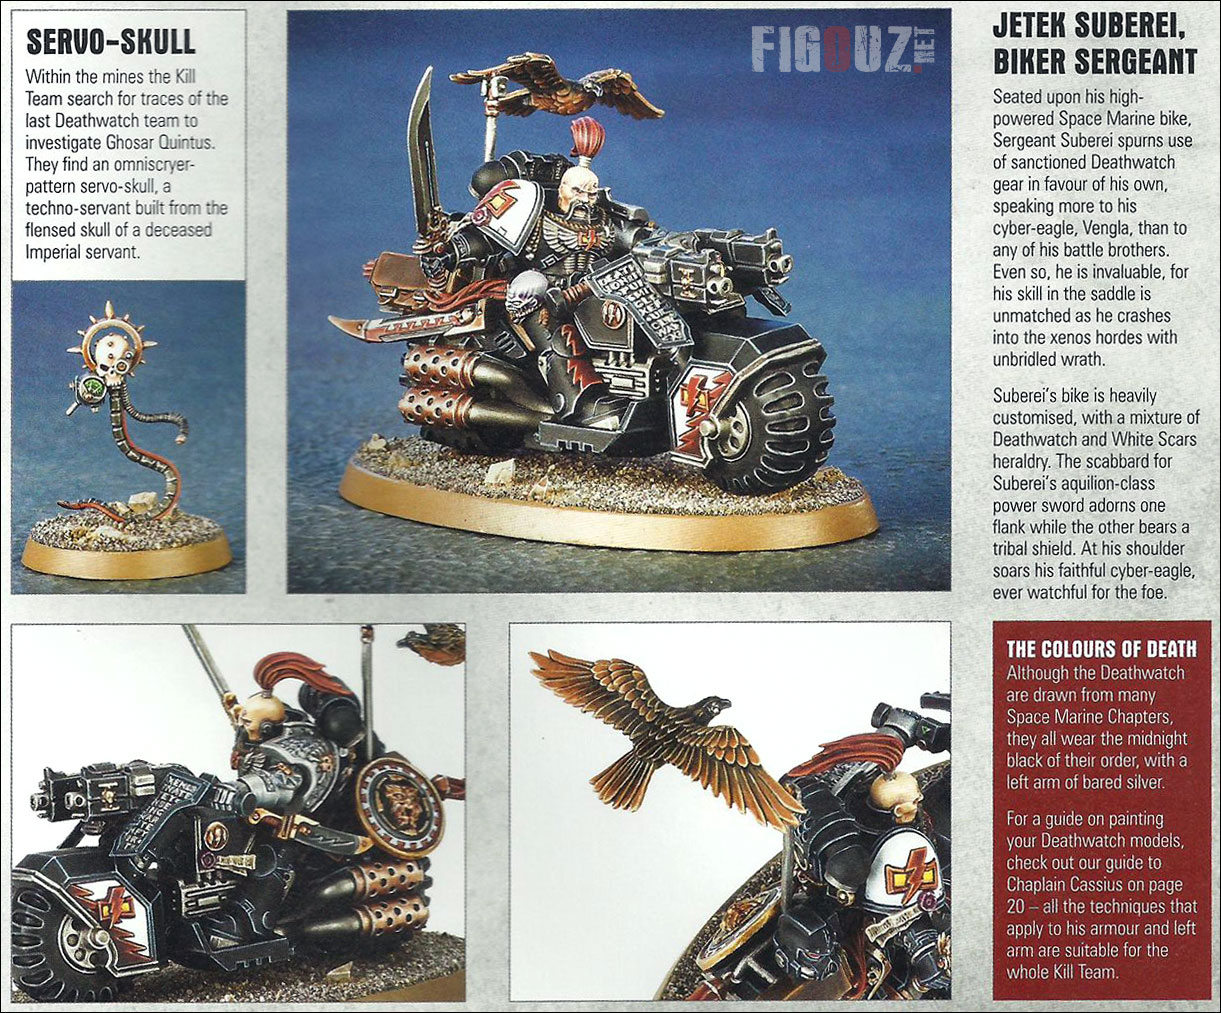 SERVO-SKULL
Within the mines the Kill
Team search for traces of the
last Deathwatch team to
investigate Ghosar Quintus.
They find an omniscryer-
pattern servo-skull, a
techno-servant built from the
flensed skull of a deceased
Imperial servant.
FIGOUZ.NET
JETEK SUBEREI,
BIKER SERGEANT
Seated upon his high-
powered Space Marine bike,
Sergeant Suberei spurns use
of sanctioned Deathwatch
gear in favour of his own,
speaking more to his
cyber-eagle, Vengla, than to
any of his battle brothers.
Even so, he is invaluable, for
his skill in the saddle is
unmatched as he crashes
into the xenos hordes with
unbridled wrath.
Suberei's bike is heavily
customised, with a mixture of
Deathwatch and White Scars
heraldry. The scabbard for
Suberei's aquilion-class
power sword adorns one
flank while the other bears a
tribal shield. At his shoulder
soars his faithful cyber-eagle,
ever watchful for the foe.
THE COLOURS OF DEATH
Although the Deathwatch
are drawn from many
Space Marine Chapters,
they all wear the midnight
black of their order, with a
left arm of bared silver.
For a guide on painting
your Deathwatch models,
check out our guide to
Chaplain Cassius on page
20 – all the techniques that
apply to his armour and left
arm are suitable for the
whole Kill Team.